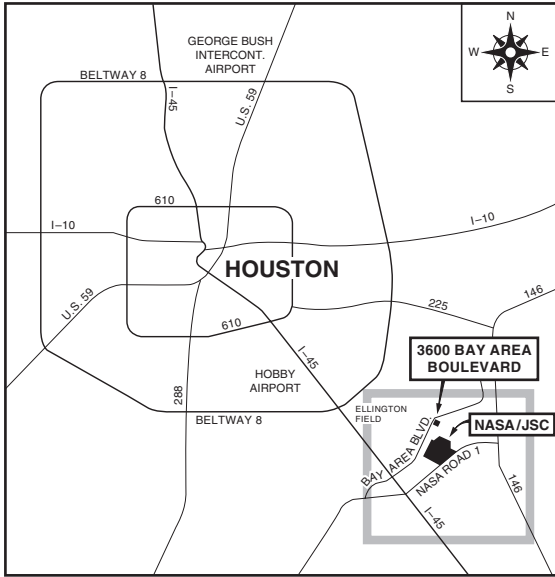 N
W
E
S
GEORGE BUSH
INTERCONT.
AIRPORT
BELTWAY 8
I–45
U.S. 59
610
I–10
I–10
HOUSTON
U.S. 59
225
146
610
I–45
3600 BAY AREA
BOULEVARD
HOBBY
AIRPORT
288
ELLINGTON
FIELD
NASA/JSC
BELTWAY 8
BAY AREA BLVD.
NASA ROAD 1
146
I–45